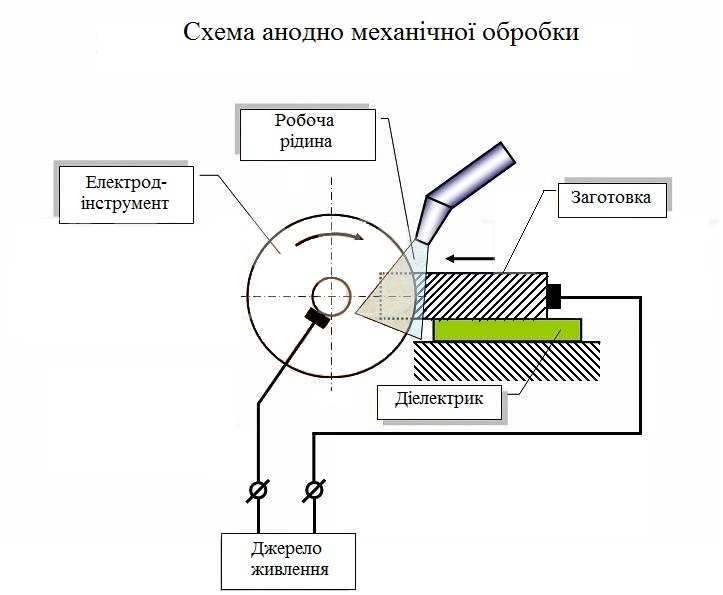 Схема анодно механічної обробки
Робоча
рідина
Електрод-
інструмент
Заготовка
Діелектрик
Джерело
живлення